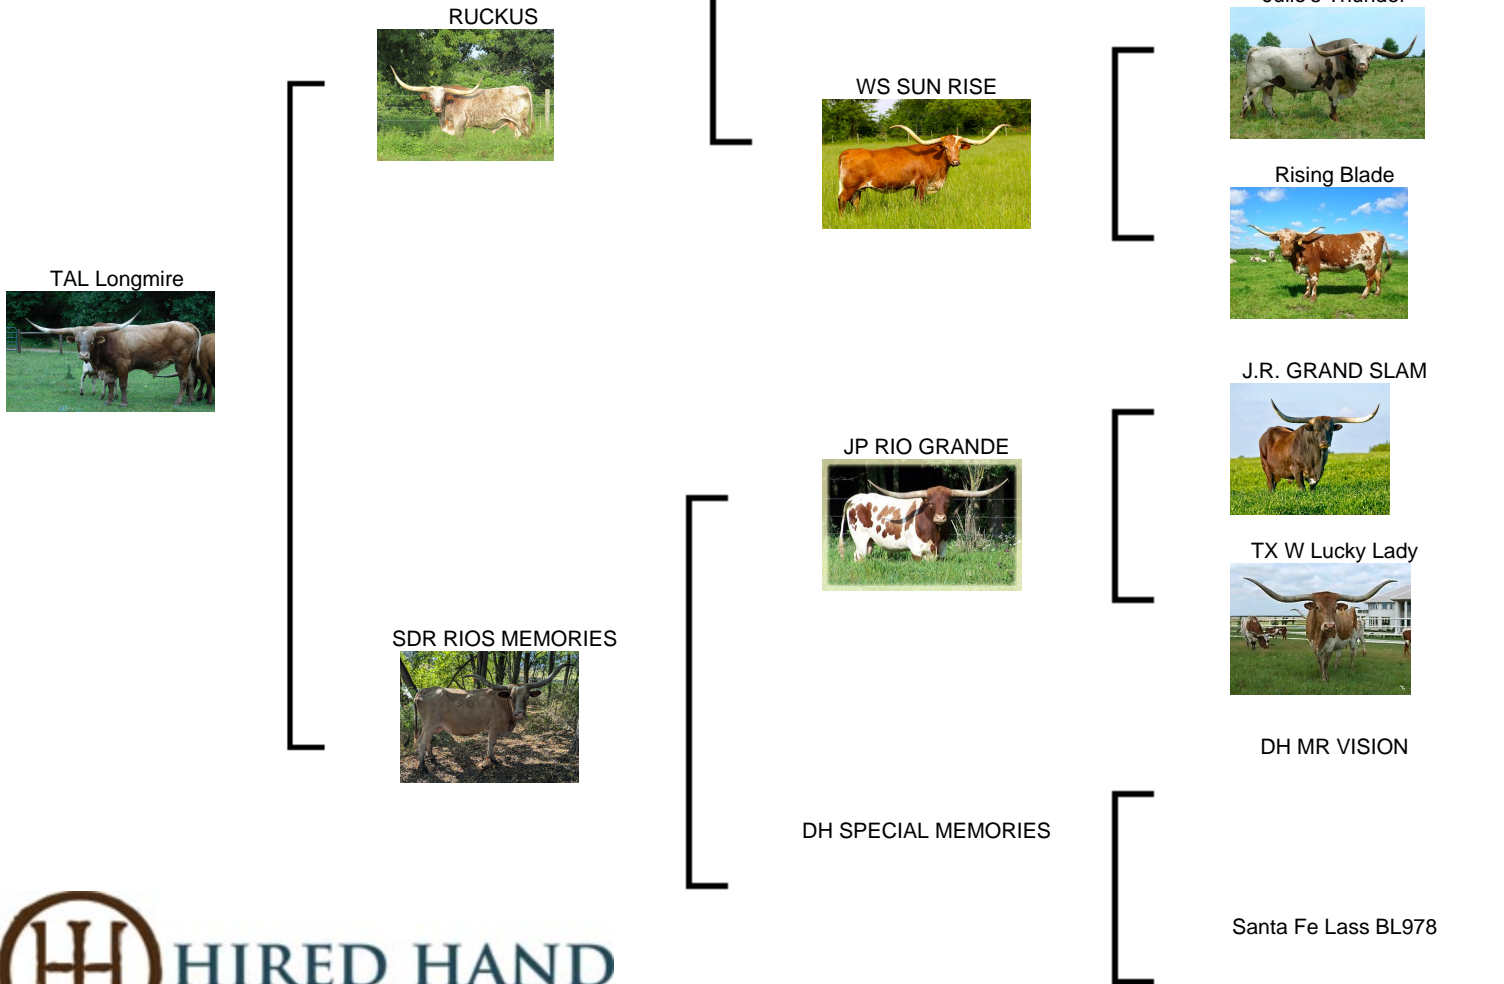 RUCKUS
WS SUN RISE
Rising Blade
TAL Longmire
J.R. GRAND SLAM
JP RIO GRANDE
TX W Lucky Lady
SDR RIOS MEMORIES
DH MR VISION
DH SPECIAL MEMORIES
Santa Fe Lass BL978
HIRED HAND